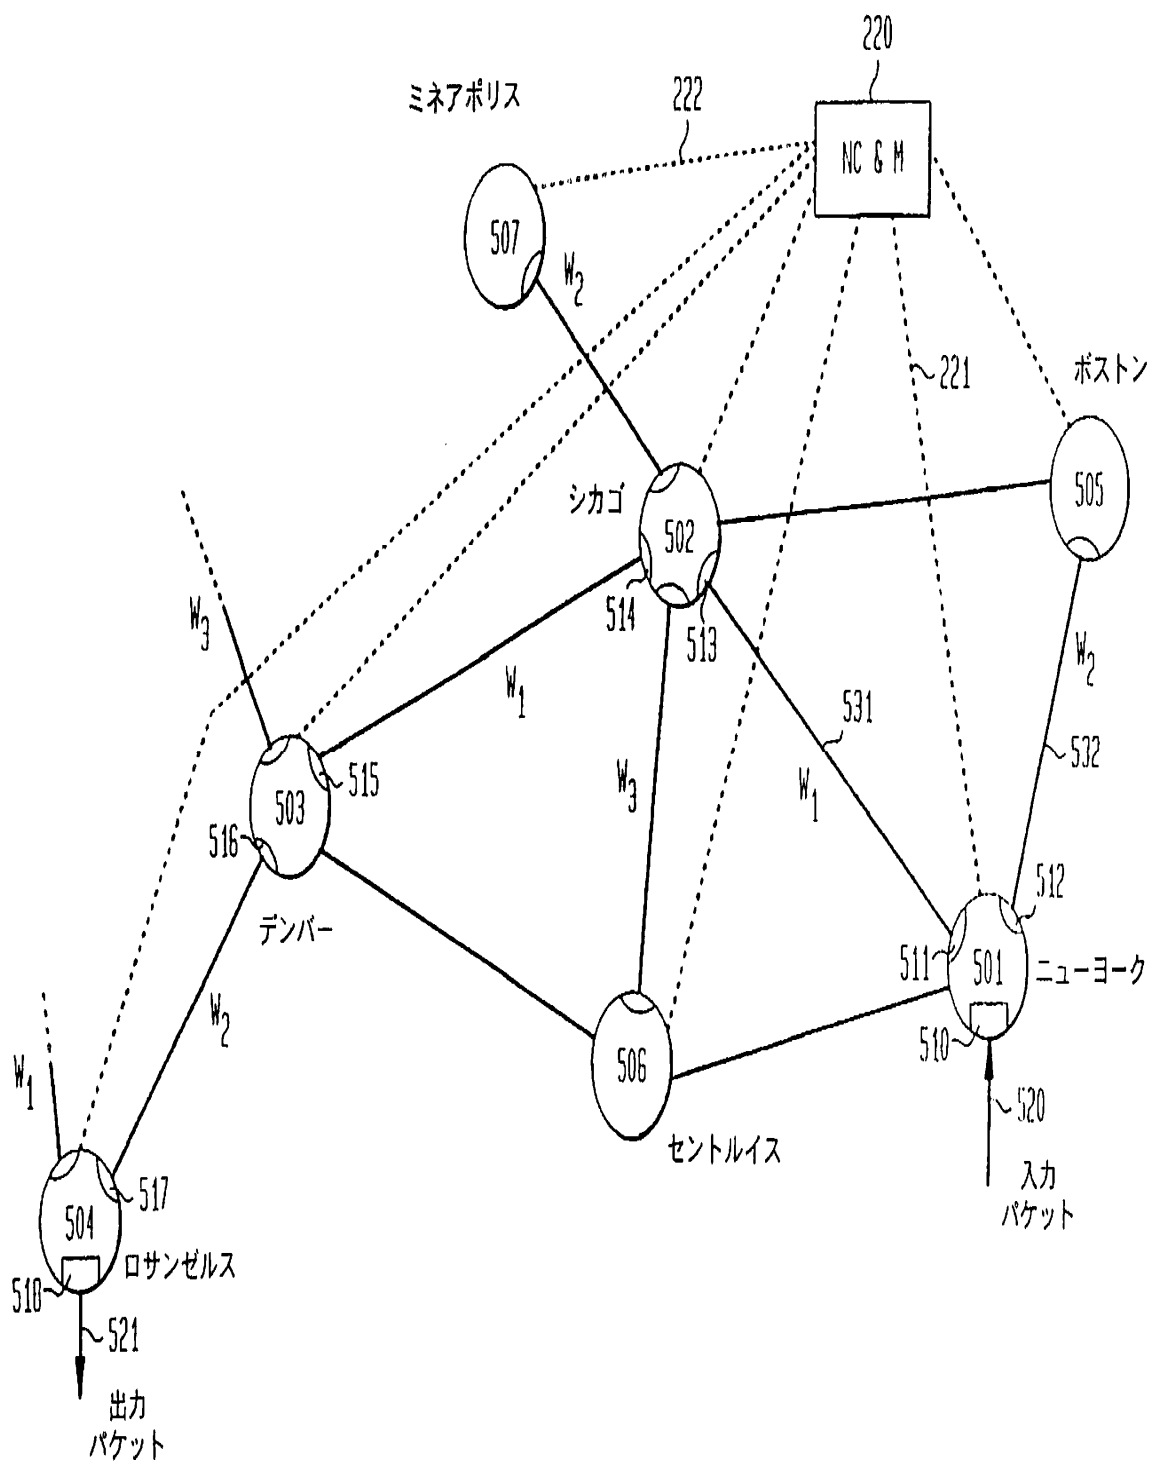 220
ミネアポリス
222
NC & M
507
W2
221
ボストン
505
シカゴ
502
514
513
W3
W1
531
W2
532
515
503
516
W3
W1
512
511
501
ニューヨーク
デンバー
510
W2
506
520
W1
セントルイス
入力
パケット
517
504
ロサンゼルス
518
521
出力
パケット